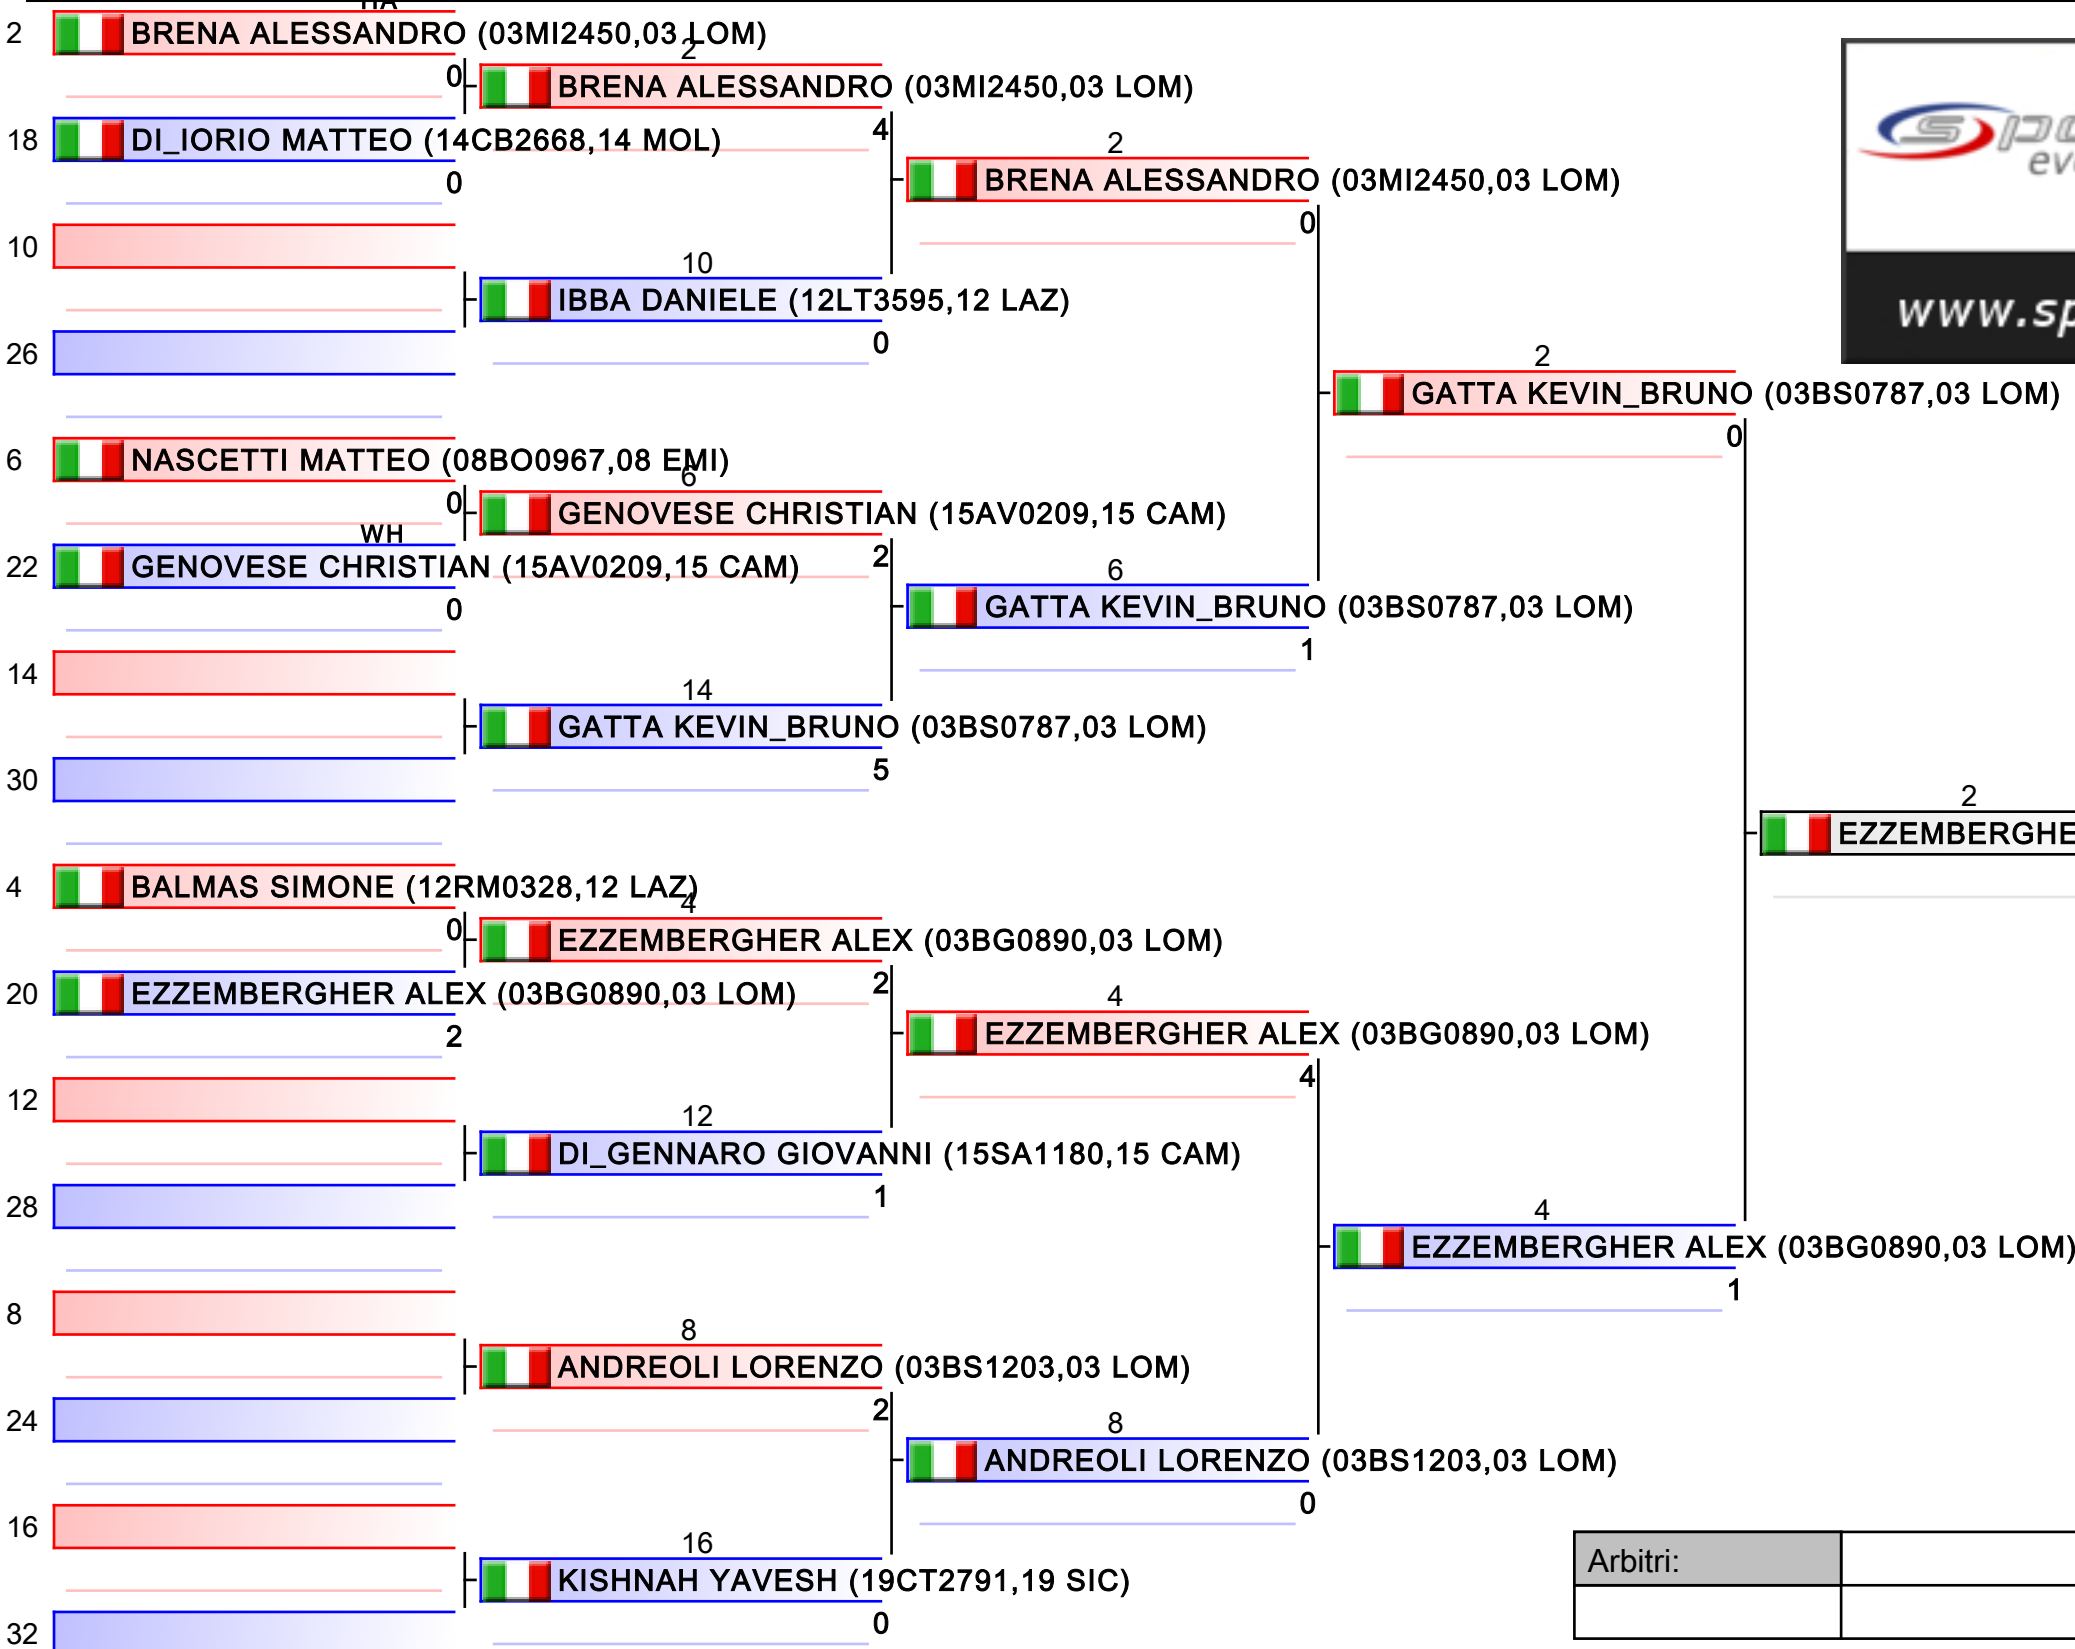 HA
2 BRENA ALESSANDRO (03MI2450,03 LOM)
0
2
BRENA ALESSANDRO (03MI2450,03 LOM)
4
18 DI_IORIO MATTEO (14CB2668,14 MOL)
0
2
BRENA ALESSANDRO (03MI2450,03 LOM)
0
10
10
IBBA DANIELE (12LT3595,12 LAZ)
0
26
www.sp
2
GATTA KEVIN_BRUNO (03BS0787,03 LOM)
0
6 NASCETTI MATTEO (08BO0967,08 EMI)
0
6
GENOVESE CHRISTIAN (15AV0209,15 CAM)
2
WH
22 GENOVESE CHRISTIAN (15AV0209,15 CAM)
0
6
GATTA KEVIN_BRUNO (03BS0787,03 LOM)
1
14
14
GATTA KEVIN_BRUNO (03BS0787,03 LOM)
5
30
2
EZZEMBERGHE
4 BALMAS SIMONE (12RM0328,12 LAZ)
0
4
EZZEMBERGHER ALEX (03BG0890,03 LOM)
2
20 EZZEMBERGHER ALEX (03BG0890,03 LOM)
2
4
EZZEMBERGHER ALEX (03BG0890,03 LOM)
4
12
12
DI_GENNARO GIOVANNI (15SA1180,15 CAM)
1
28
4
EZZEMBERGHER ALEX (03BG0890,03 LOM)
1
8
8
ANDREOLI LORENZO (03BS1203,03 LOM)
2
24
8
ANDREOLI LORENZO (03BS1203,03 LOM)
0
16
16
KISHNAH YAVESH (19CT2791,19 SIC)
0
32
Arbitri: